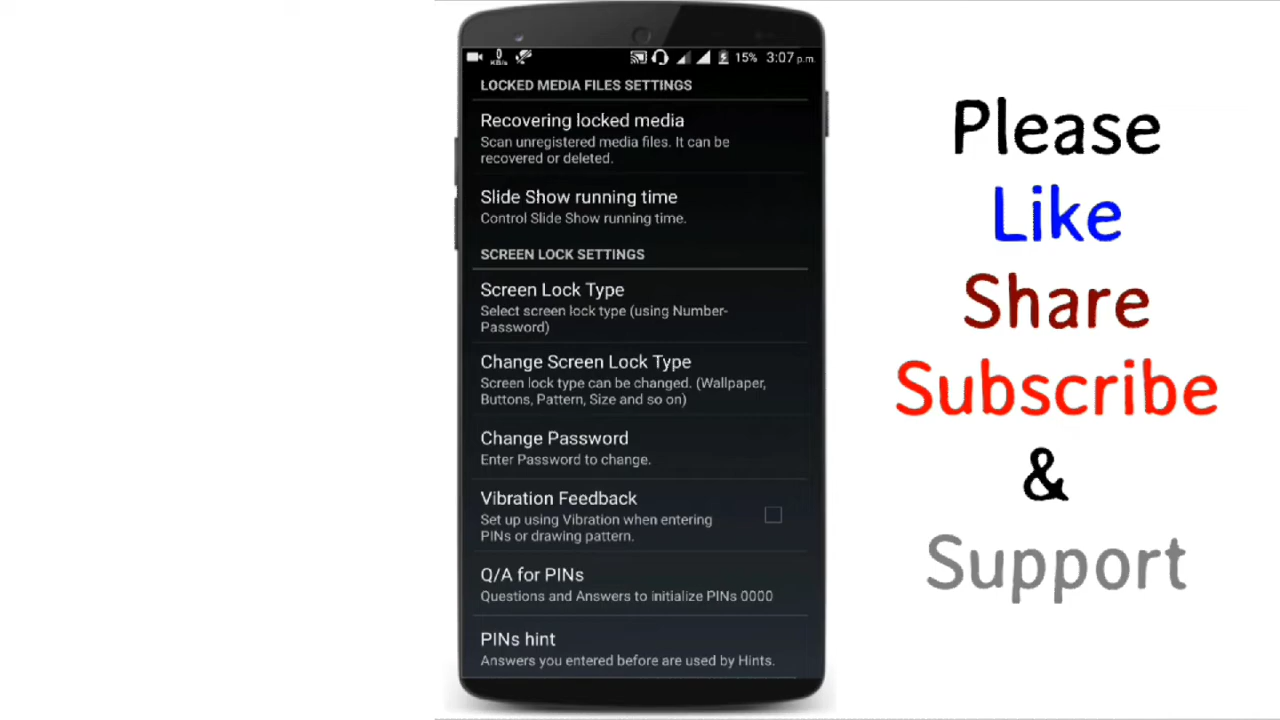 0
KB/s
15% 3:07 p.m.
LOCKED MEDIA FILES SETTINGS
Recovering locked media
Scan unregistered media files. It can be
recovered or deleted.
Slide Show running time
Control Slide Show running time.
SCREEN LOCK SETTINGS
Screen Lock Type
Select screen lock type (using Number-
Password)
Change Screen Lock Type
Screen lock type can be changed. (Wallpaper,
Buttons, Pattern, Size and so on)
Change Password
Enter Password to change.
Vibration Feedback
Set up using Vibration when entering
PINs or drawing pattern.
Q/A for PINs
Questions and Answers to initialize PINs 0000
PINs hint
Answers you entered before are used by Hints.
Please
Like
Share
Subscribe
&
Support